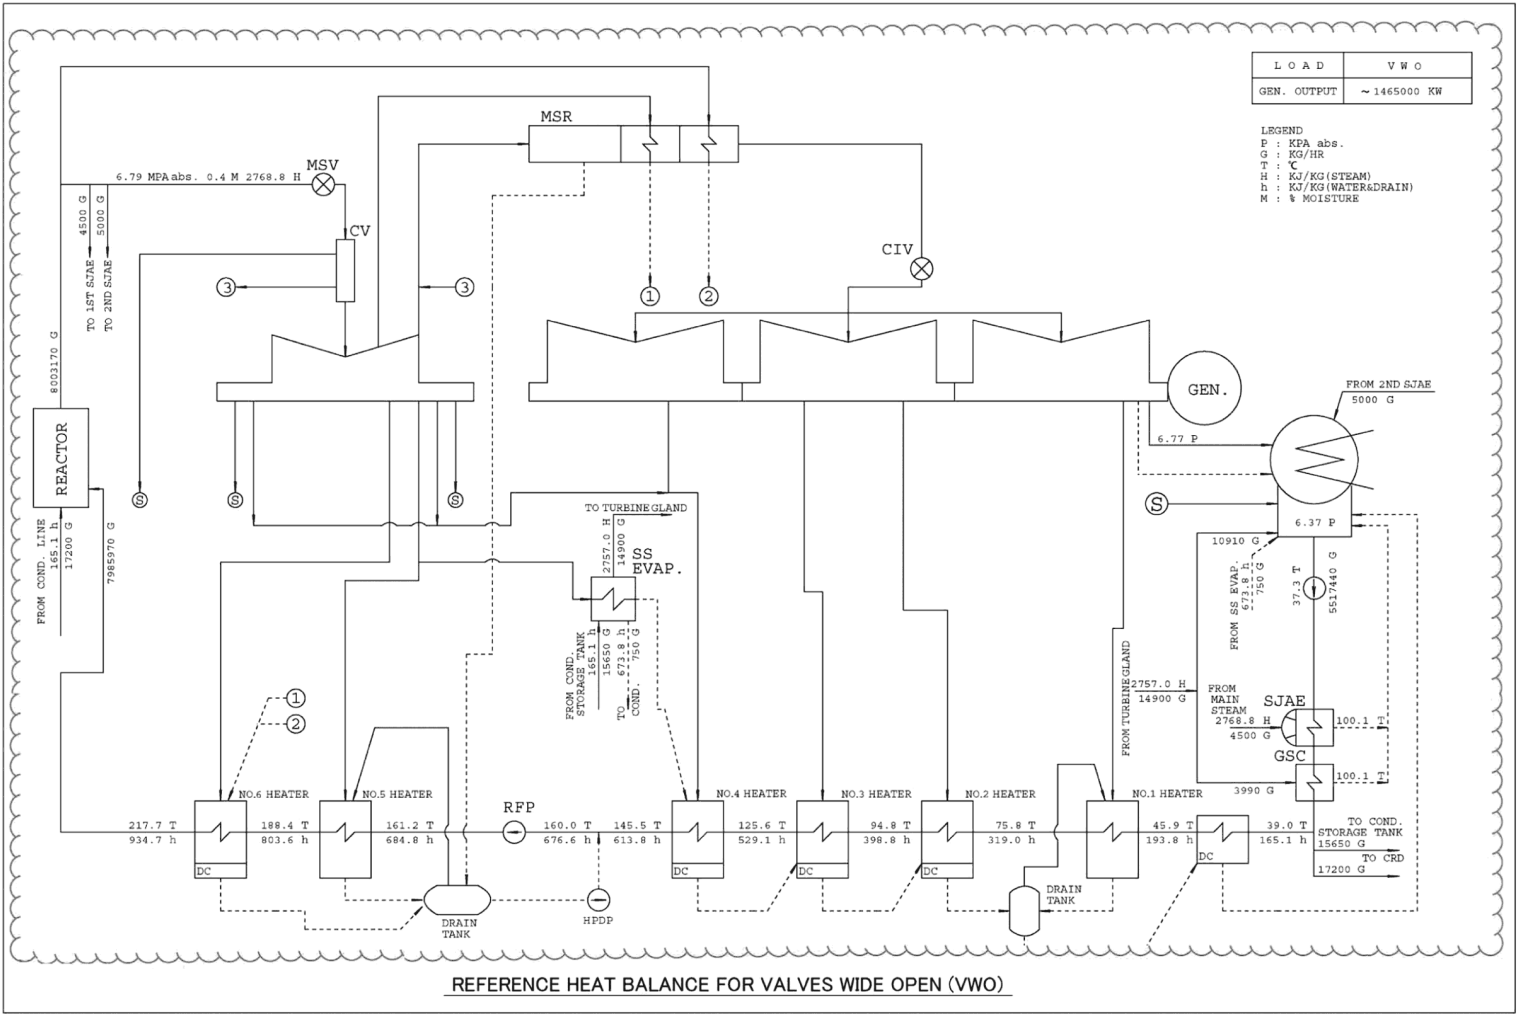 LOAD VWO
GEN. OUTPUT ~1465000 KW
LEGEND
P : KPA abs.
G : KG/HR
T : ℃
H : KJ/KG(STEAM)
h : KJ/KG(WATER&DRAIN)
M : % MOISTURE
MSR
MSV
6.79 MPAabs. 0.4 M 2768.8 H
4500 G
5000 G
TO 1ST SJAE
TO 2ND SJAE
CV
3
3
1
2
CIV
8003170 G
REACTOR
GEN.
FROM 2ND SJAE
5000 G
6.77 P
S
S
S
S
6.37 P
FROM COND. LINE
165.1 h
17200 G
7985970 G
TO TURBINE GLAND
2757.0 H
14900 G
SS
EVAP.
FROM COND.
STORAGE TANK
165.1 h
15650 G
673.8 h
750 G
TO
COND.
10910 G
FROM SS EVAP.
673.8 h
750 G
37.3 T
5517440 G
FROM TURBINE GLAND
2757.0 H
14900 G
FROM
MAIN
STEAM
2768.8 H
4500 G
SJAE
100.1 T
GSC
100.1 T
3990 G
1
2
NO.6 HEATER
NO.5 HEATER
RFP
NO.4 HEATER
NO.3 HEATER
NO.2 HEATER
NO.1 HEATER
217.7 T
934.7 h
188.4 T
803.6 h
161.2 T
684.8 h
160.0 T
676.6 h
145.5 T
613.8 h
125.6 T
529.1 h
94.8 T
398.8 h
75.8 T
319.0 h
45.9 T
193.8 h
39.0 T
165.1 h
TO COND.
STORAGE TANK
15650 G
TO CRD
17200 G
DC
DC
DC
DC
DC
DRAIN
TANK
HPDP
DRAIN
TANK
REFERENCE HEAT BALANCE FOR VALVES WIDE OPEN (VWO)